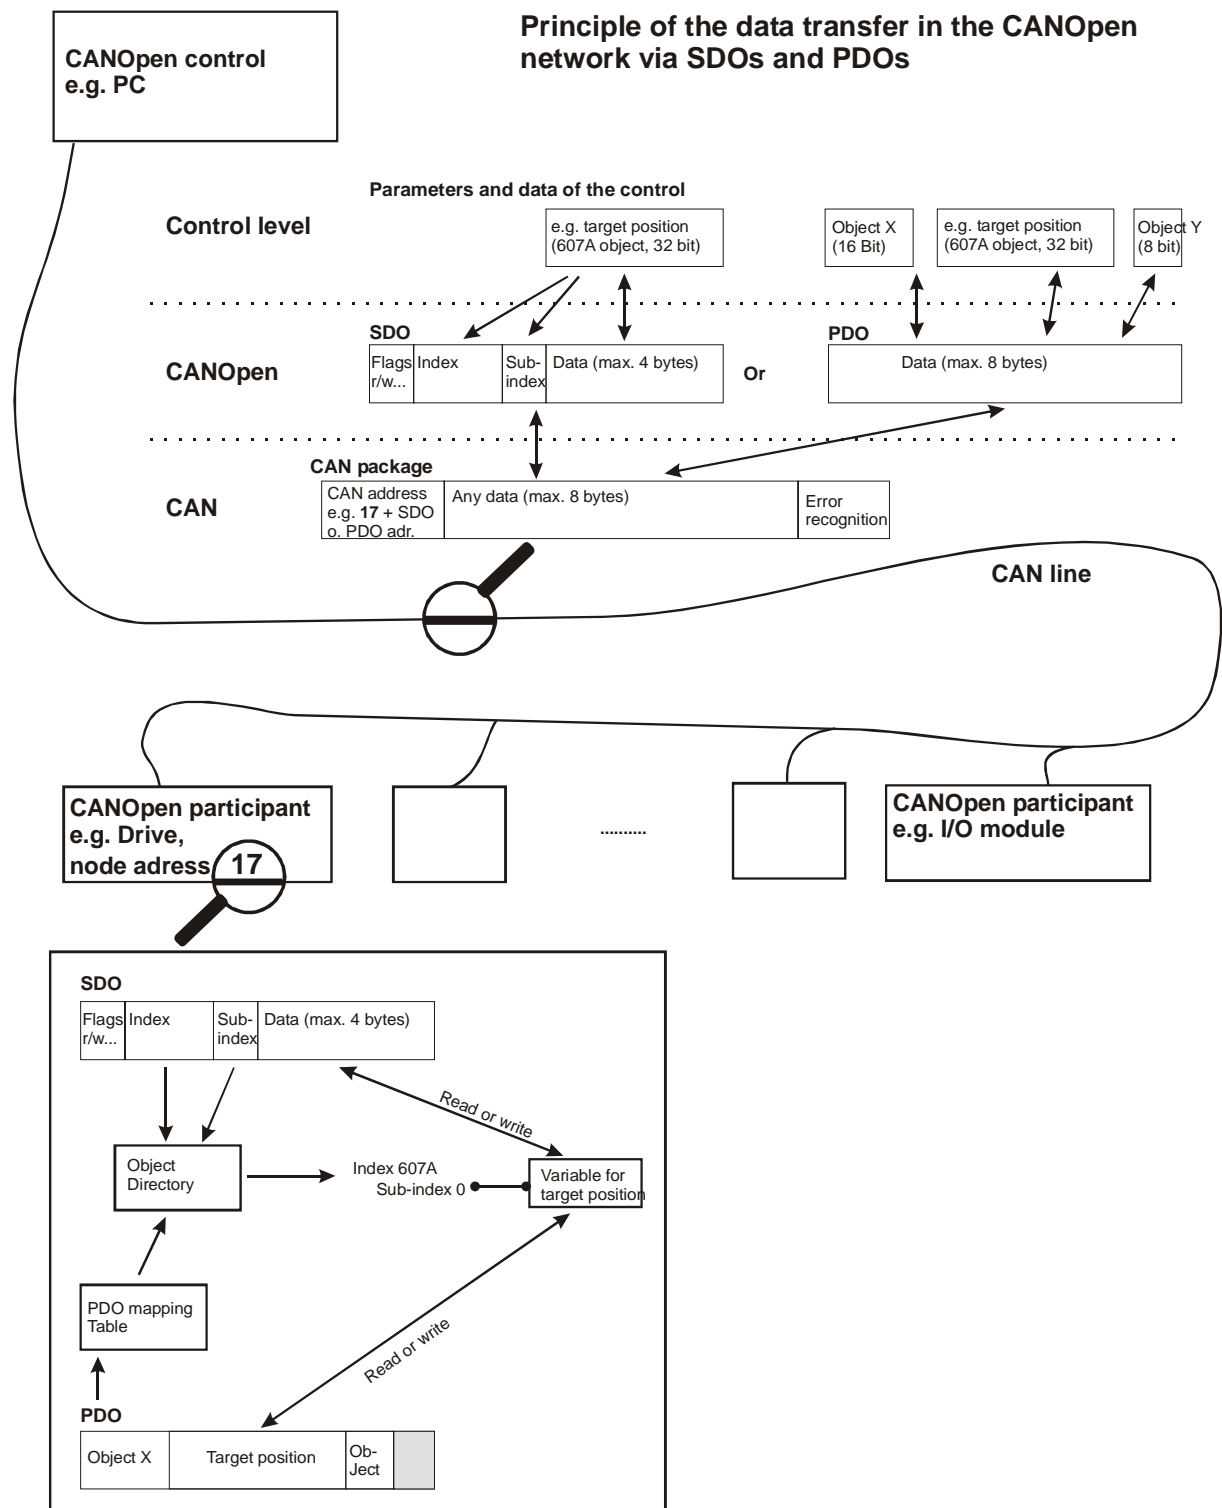 Principle of the data transfer in the CANOpen
network via SDOs and PDOs
CANOpen control
e.g. PC
Parameters and data of the control
Control level
e.g. target position
(607A object, 32 bit)
Object X
(16 Bit)
e.g. target position
(607A object, 32 bit)
Object Y
(8 bit)
SDO
PDO
CANOpen
Flags
r/w...
Index
Sub-
index
Data (max. 4 bytes)
Or
Data (max. 8 bytes)
CAN package
CAN
CAN address
e.g. 17 + SDO
o. PDO adr.
Any data (max. 8 bytes)
Error
recognition
CAN line
CANOpen participant
e.g. Drive,
node adress 17
..........
CANOpen participant
e.g. I/O module
SDO
Flags
r/w...
Index
Sub-
index
Data (max. 4 bytes)
Read or write
Object
Directory
Index 607A
Sub-index 0
Variable for
target position
PDO mapping
Table
Read or write
PDO
Object X
Target position
Ob-
Ject